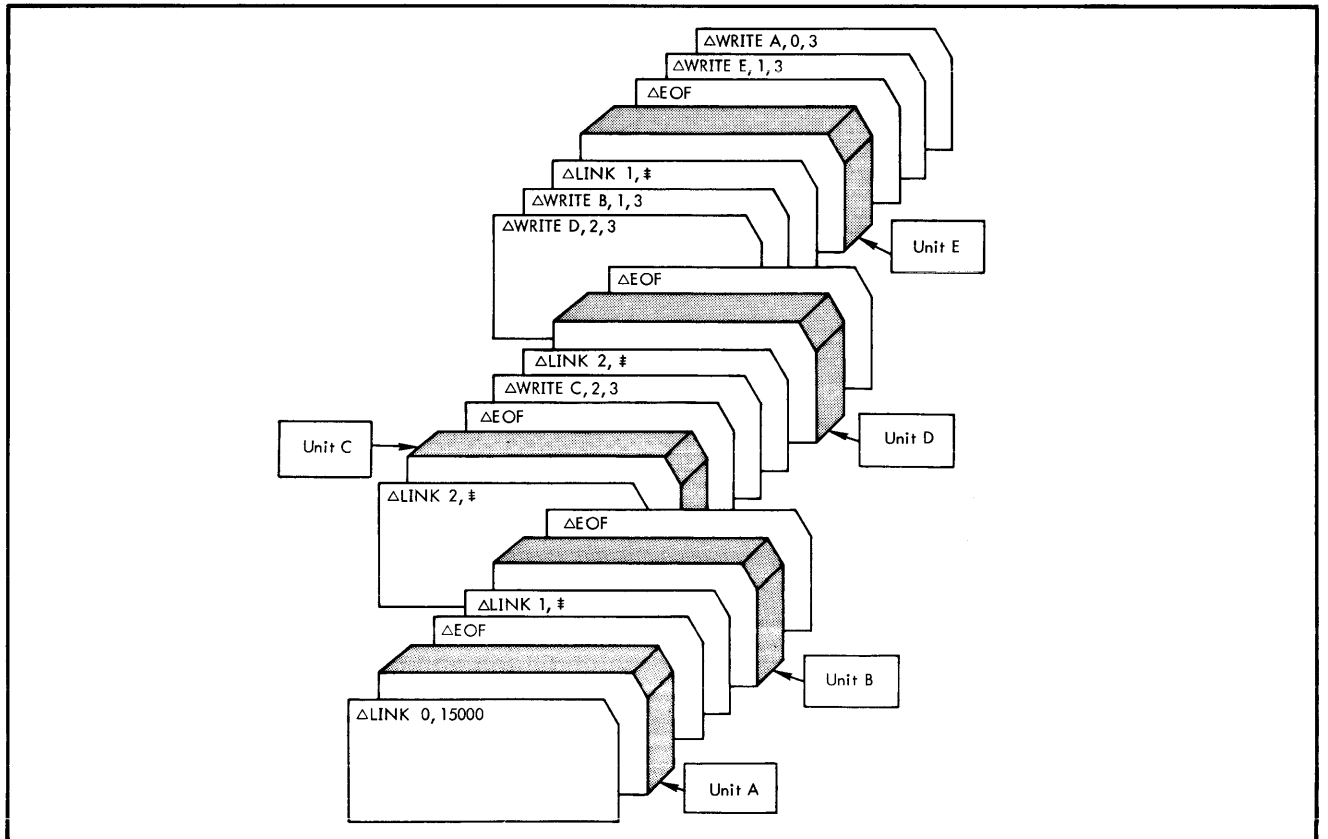 △WRITE A, 0, 3
△WRITE E, 1, 3
△EOF
△LINK 1, ⧧
△WRITE B, 1, 3
△WRITE D, 2, 3
Unit E
△EOF
△LINK 2, ⧧
△WRITE C, 2, 3
△EOF
Unit C
Unit D
△LINK 2, ⧧
△EOF
△LINK 1, ⧧
△EOF
Unit B
△LINK 0, 15000
Unit A